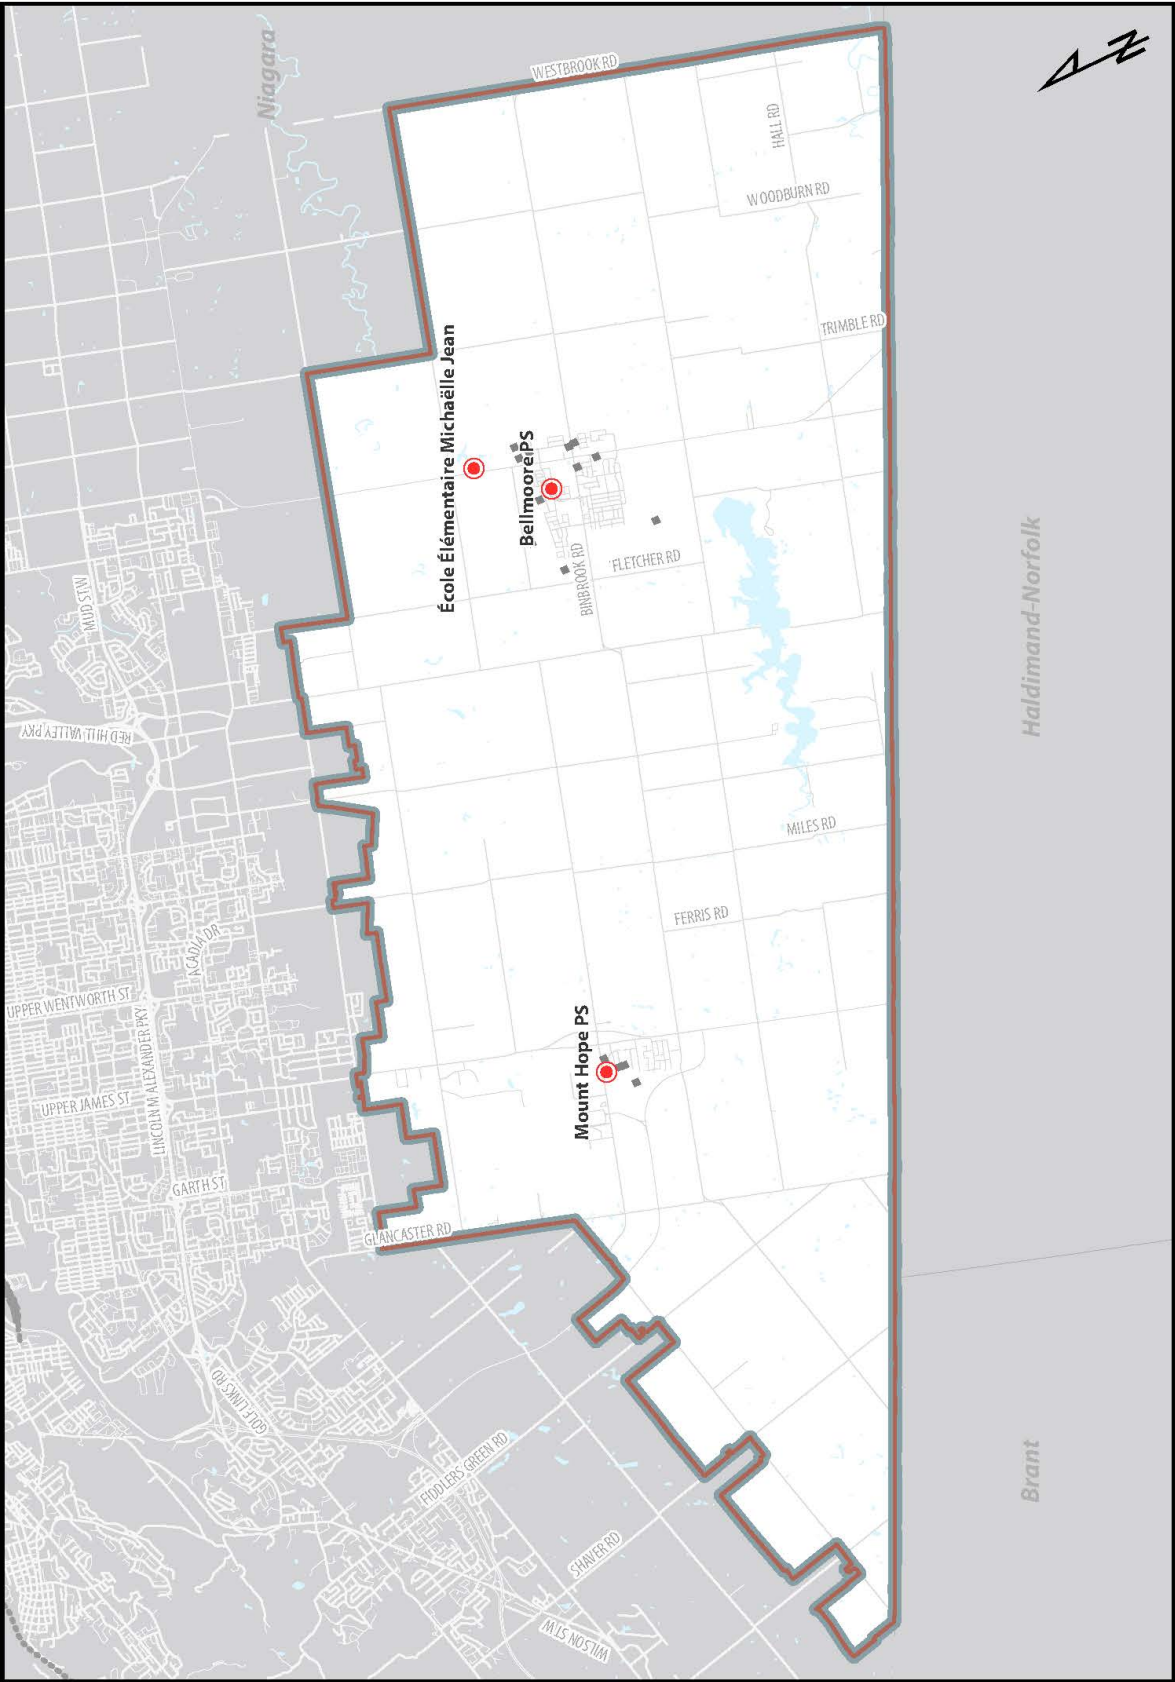 Niagara
WESTBROOK RD
N
HALL RD
WOODBURN RD
TRIMBLE RD
École Élémentaire Michaëlle Jean
Bellmoore PS
BINBROOK RD
FLETCHER RD
MUD ST W
RED HILL VALLEY PKY
Haldimand-Norfolk
MILES RD
FERRIS RD
ACADIA DR
UPPER WENTWORTH ST
LINCOLN M ALEXANDER PKY
UPPER JAMES ST
Mount Hope PS
GARTH ST
GLANCASTER RD
GOLF LINKS RD
FIDDLERS GREEN RD
SHAVER RD
WILSON ST W
Brant